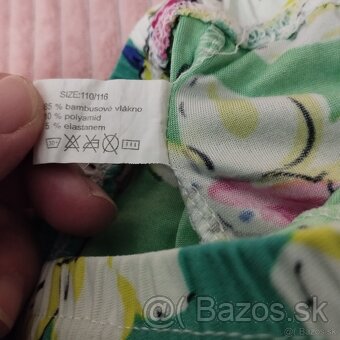 SIZE:110/116
85 % bambusové vlákno
10 % polyamid
5 % elastanem
Bazos.sk